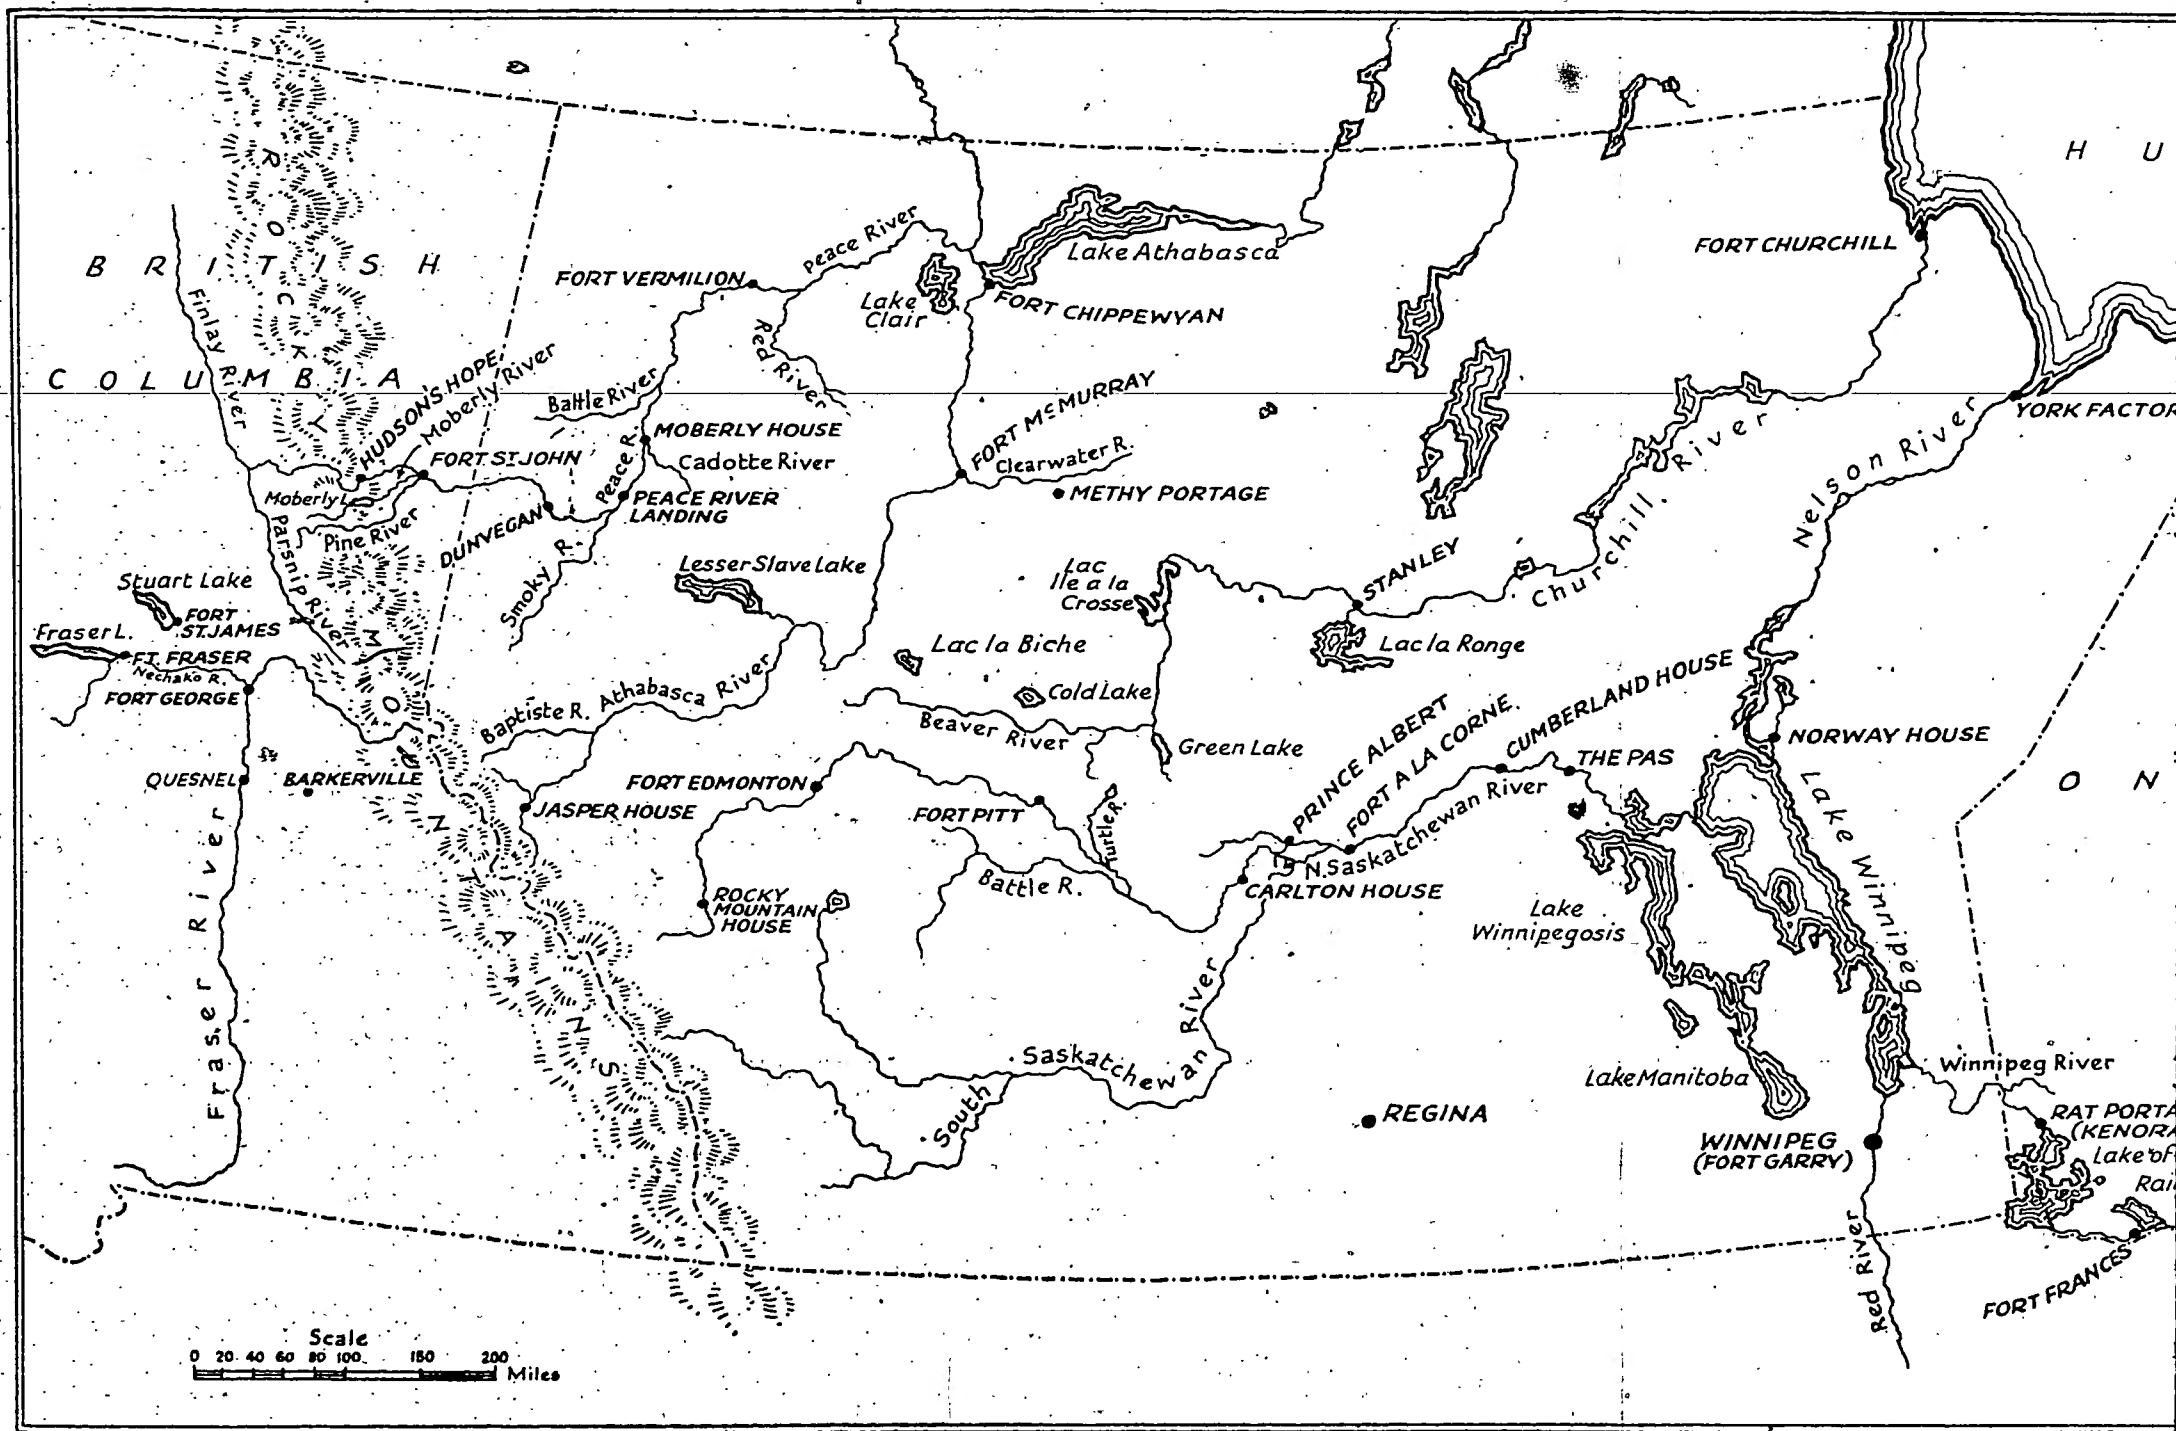 H U
ROCKY MOUNTAINS
BRITISH
COLUMBIA
Finlay River
Peace River
FORT VERMILION
Lake Athabasca
Lake
Clair
FORT CHIPPEWYAN
Red River
FORT CHURCHILL
YORK FACTOR
HUDSON'S HOPE
Moberly River
Battle River
MOBERLY HOUSE
Cadotte River
FORT ST JOHN
Peace R.
PEACE RIVER
LANDING
FORT McMURRAY
Clearwater R.
METHY PORTAGE
Churchill River
Nelson River
Moberly L.
Pine River
Parsnip River
DUNVEGAN
Smoky R.
Lesser Slave Lake
Lac
Ile a la
Crosse
STANLEY
Stuart Lake
FORT
ST.JAMES
Fraser L.
FT. FRASER
Nechako R.
FORT GEORGE
Lac la Biche
Lac la Ronge
Cold Lake
Baptiste R.
Athabasca River
Beaver River
Green Lake
PRINCE ALBERT
FORT A LA CORNE.
CUMBERLAND HOUSE
THE PAS
NORWAY HOUSE
O N
QUESNEL
BARKERVILLE
JASPER HOUSE
FORT EDMONTON
FORT PITT
Turtle R.
N. Saskatchewan River
Lake Winnipeg
Battle R.
CARLTON HOUSE
ROCKY
MOUNTAIN
HOUSE
Lake
Winnipegosis
Fraser River
South Saskatchewan River
Lake Manitoba
Winnipeg River
REGINA
WINNIPEG
(FORT GARRY)
RAT PORTA
(KENORA
Lake of
Rai
Red River
FORT FRANCES
Scale
0 20 40 60 80 100 150 200
Miles